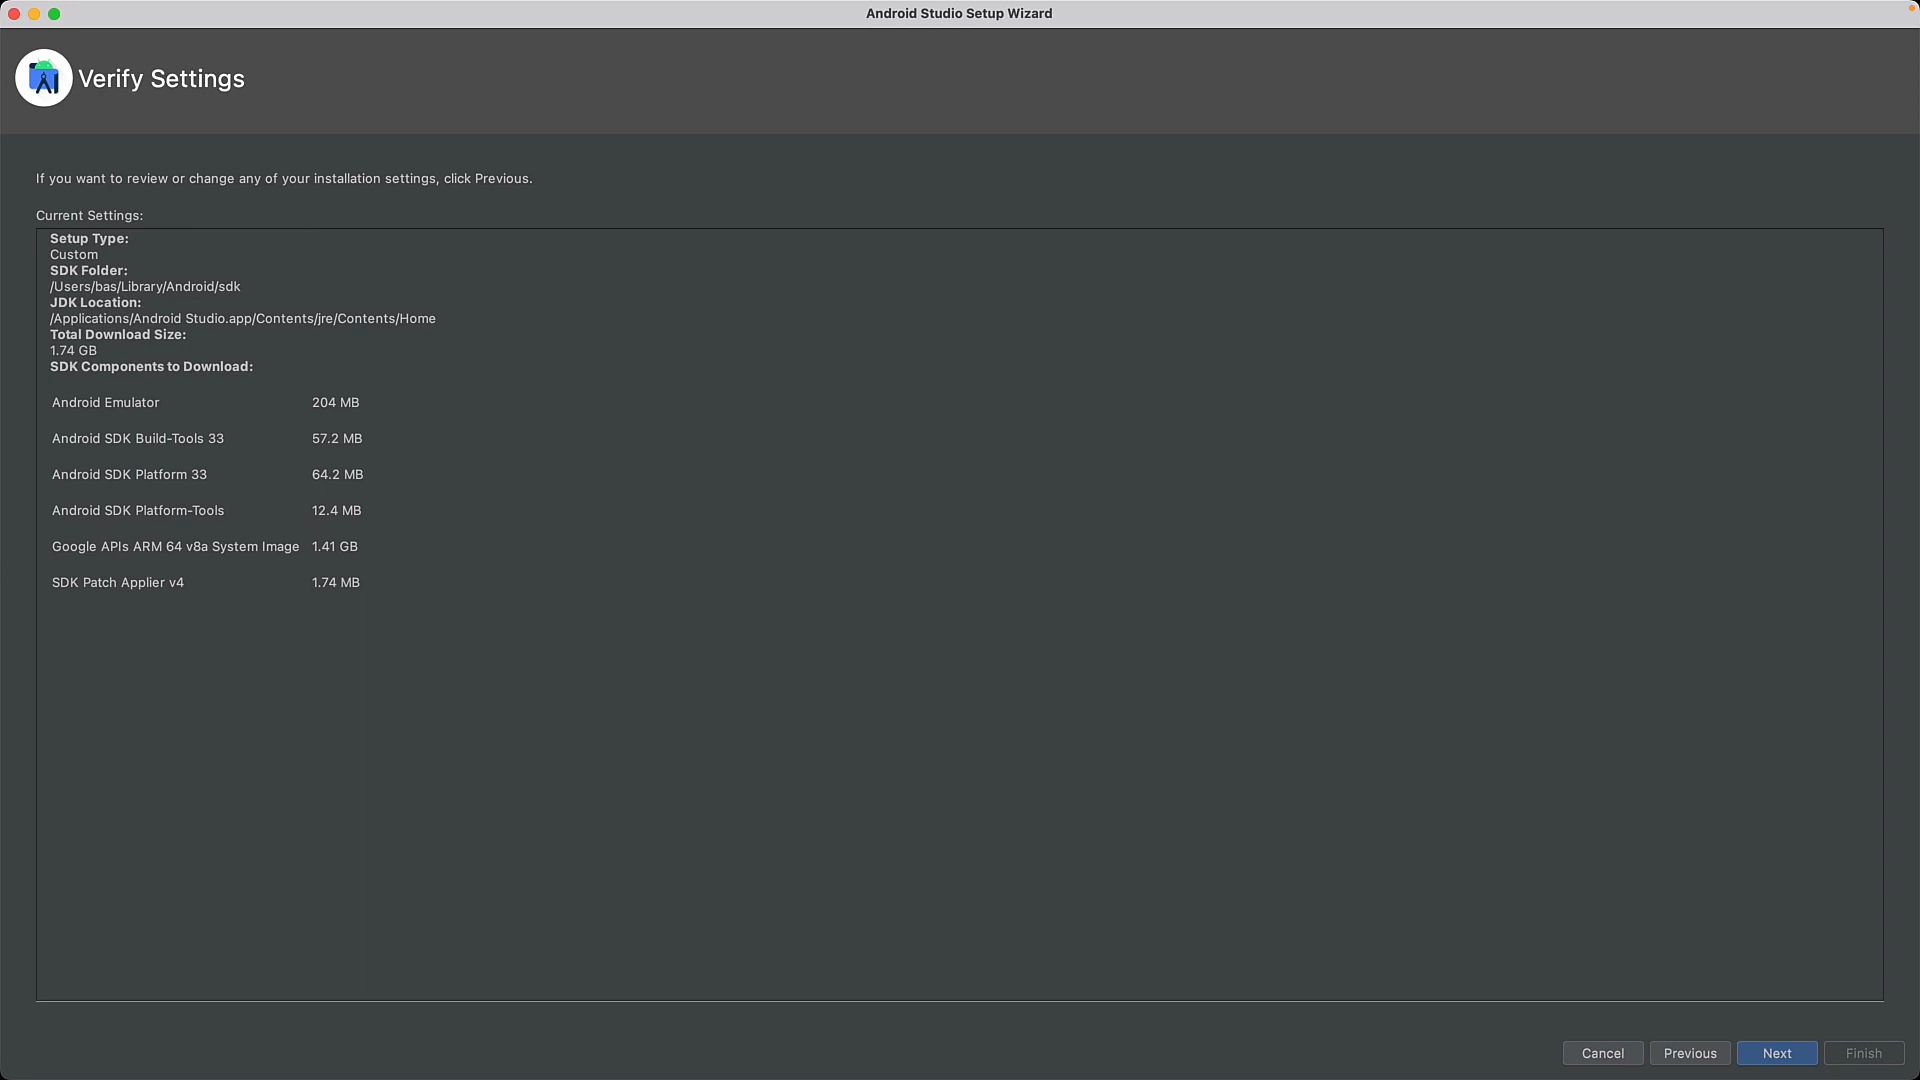 Android Studio Setup Wizard
Verify Settings
If you want to review or change any of your installation settings, click Previous.
Current Settings:
Setup Type:
Custom
SDK Folder:
/Users/bas/Library/Android/sdk
JDK Location:
/Applications/Android Studio.app/Contents/jre/Contents/Home
Total Download Size:
1.74 GB
SDK Components to Download:
Android Emulator 204 MB
Android SDK Build-Tools 33 57.2 MB
Android SDK Platform 33 64.2 MB
Android SDK Platform-Tools 12.4 MB
Google APIs ARM 64 v8a System Image 1.41 GB
SDK Patch Applier v4 1.74 MB
Cancel Previous Next Finish